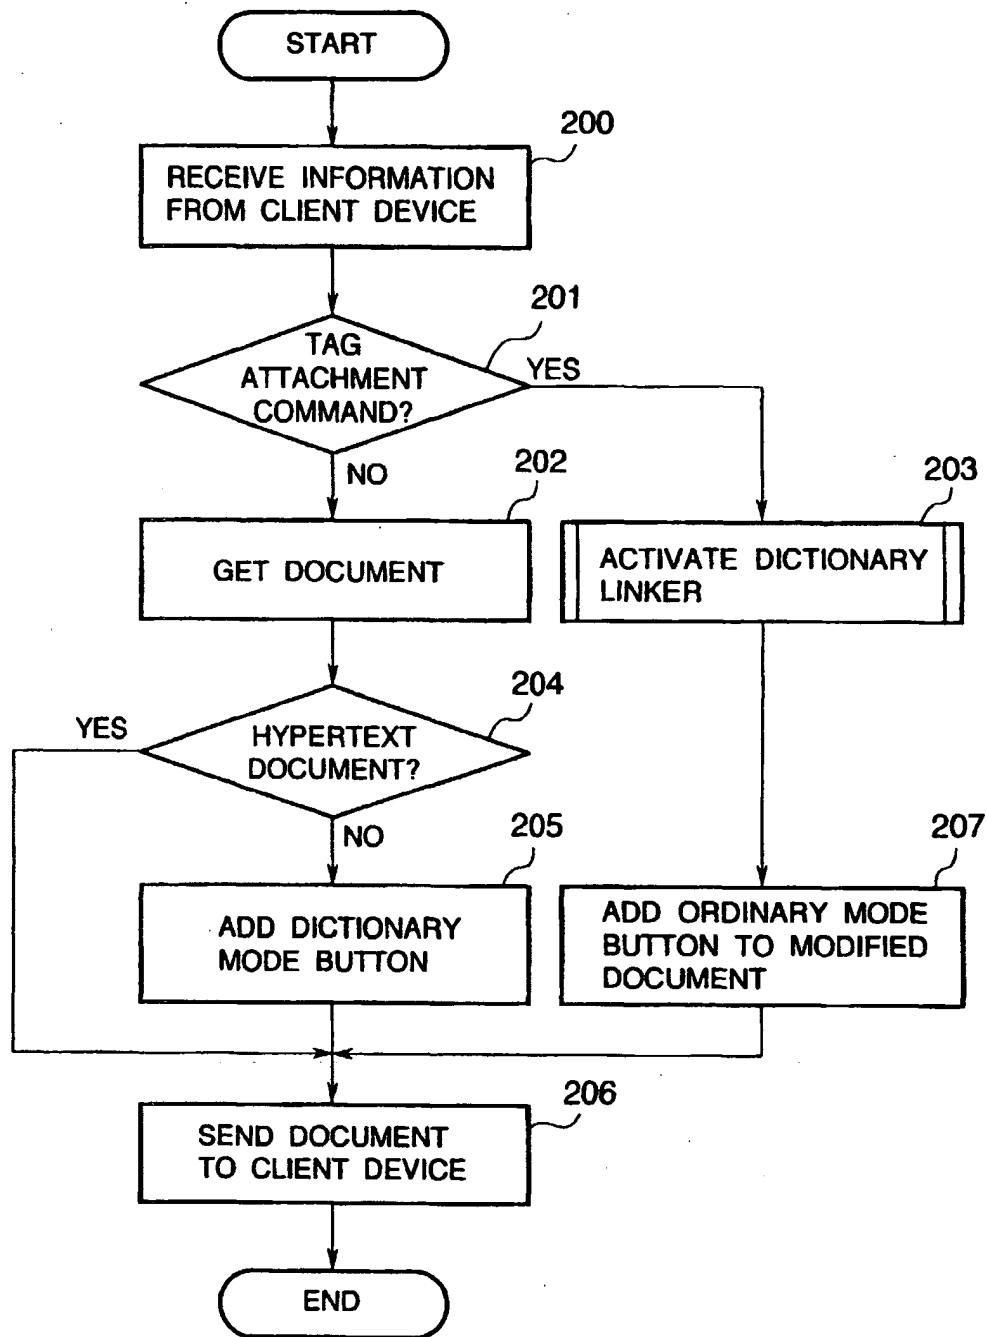 START
200
RECEIVE INFORMATION
FROM CLIENT DEVICE
201
TAG
ATTACHMENT
COMMAND?
YES
NO
202
203
GET DOCUMENT
ACTIVATE DICTIONARY
LINKER
204
YES
HYPERTEXT
DOCUMENT?
NO
205
207
ADD DICTIONARY
MODE BUTTON
ADD ORDINARY MODE
BUTTON TO MODIFIED
DOCUMENT
206
SEND DOCUMENT
TO CLIENT DEVICE
END